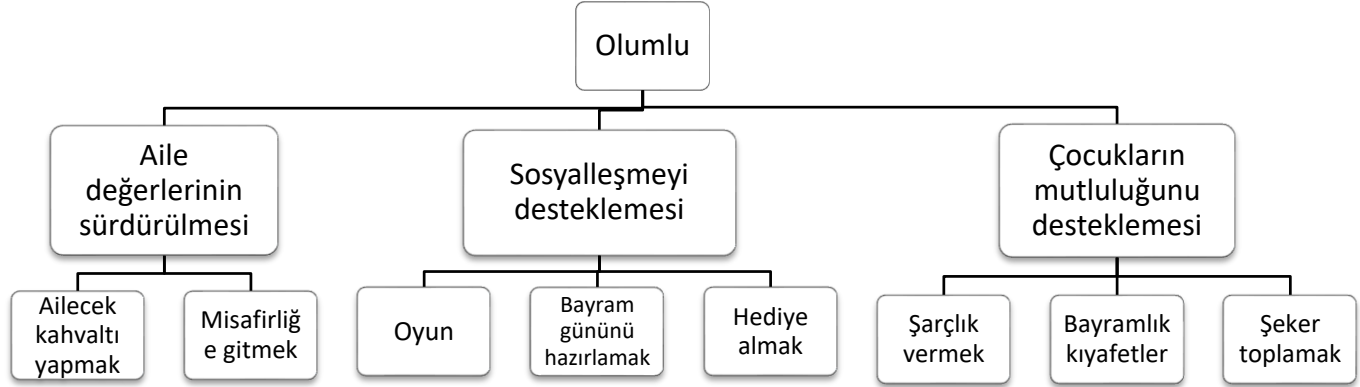 Olumlu
Aile
değerlerinin
sürdürülmesi
Sosyalleşmeyi
desteklemesi
Çocukların
mutluluğunu
desteklemesi
Ailecek
kahvaltı
yapmak
Misafirliğ
e gitmek
Oyun
Bayram
gününü
hazırlamak
Hediye
almak
Şarçlık
vermek
Bayramlık
kıyafetler
Şeker
toplamak